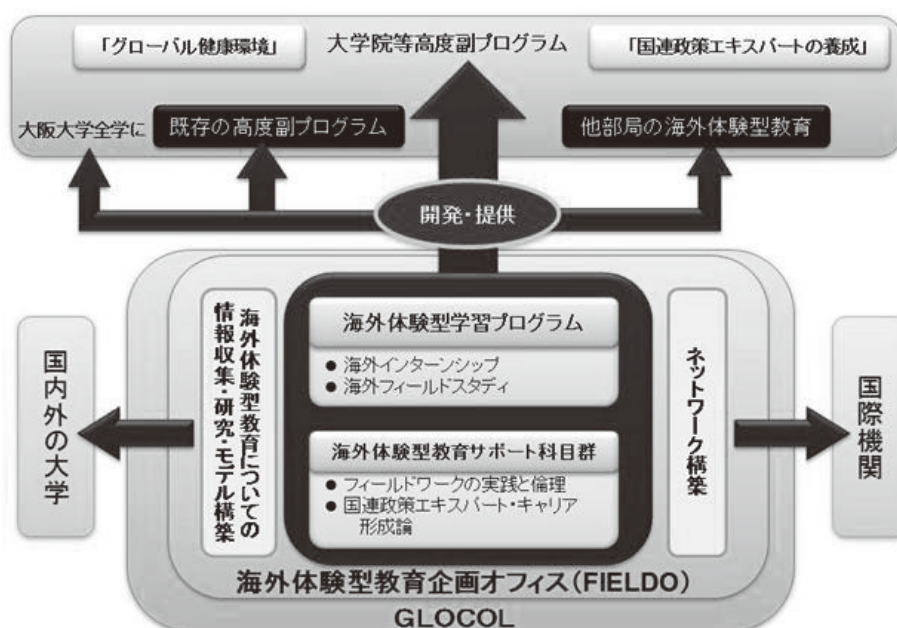 「グローバル健康環境」
大学院等高度副プログラム
「国連政策エキスパートの養成」
大阪大学全学に
既存の高度副プログラム
他部局の海外体験型教育
開発・提供
国内外の大学
海外体験型教育についての
情報収集・研究・モデル構築
海外体験型学習プログラム
● 海外インターンシップ
● 海外フィールドスタディ
海外体験型教育サポート科目群
● フィールドワークの実践と倫理
● 国連政策エキスパート・キャリア
形成論
ネットワーク構築
国際機関
海外体験型教育企画オフィス(FIELDO)
GLOCOL